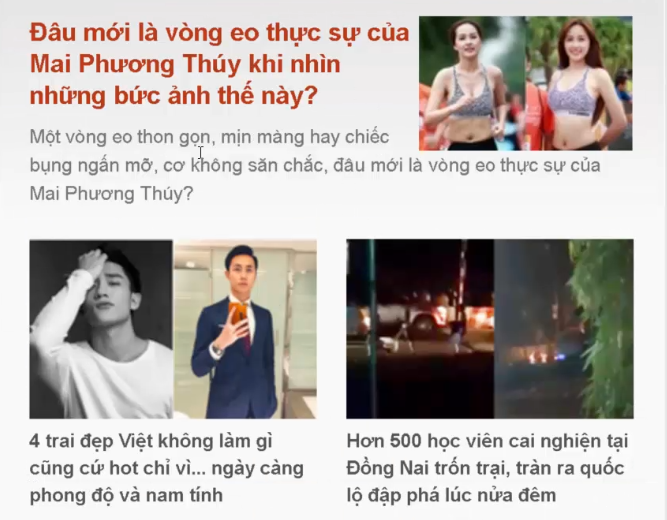 Đâu mới là vòng eo thực sự của
Mai Phương Thúy khi nhìn
những bức ảnh thế này?
Một vòng eo thon gọn, mịn màng hay chiếc
bụng ngấn mỡ, cơ không săn chắc, đâu mới là vòng eo thực sự của
Mai Phương Thúy?
4 trai đẹp Việt không làm gì
cũng cứ hot chỉ vì... ngày càng
phong độ và nam tính
Hơn 500 học viên cai nghiện tại
Đồng Nai trốn trại, tràn ra quốc
lộ đập phá lúc nửa đêm